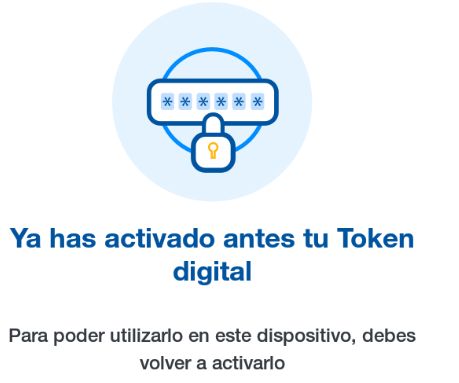 ******
Ya has activado antes tu Token
digital
Para poder utilizarlo en este dispositivo, debes
volver a activarlo